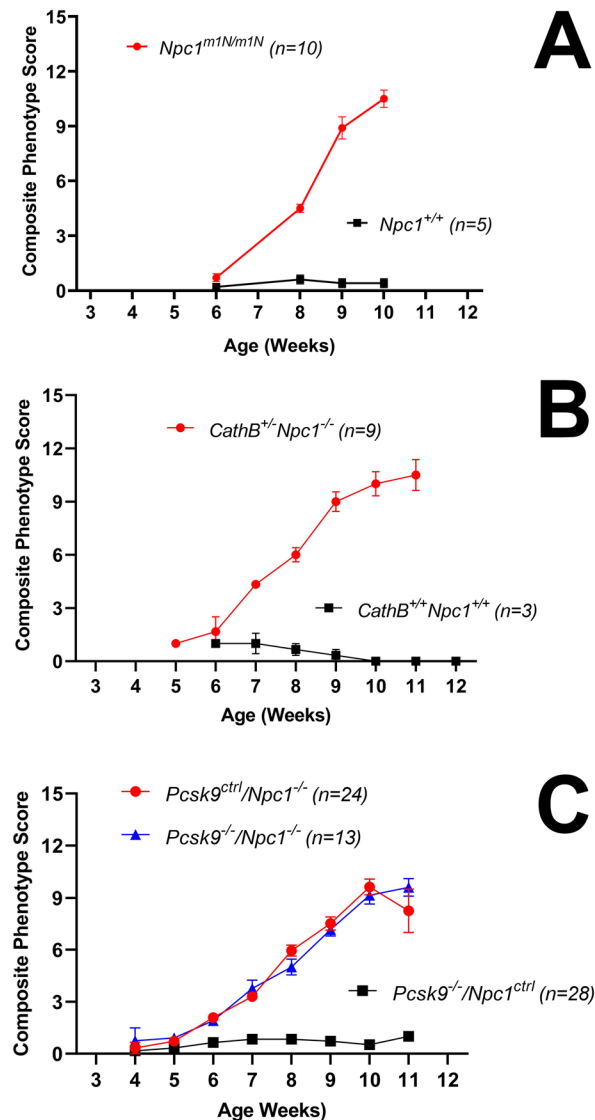 A
Npc1m1N/m1N (n=10)
Npc1+/+ (n=5)
Composite Phenotype Score
15
12
9
6
3
0
3 4 5 6 7 8 9 10 11 12
Age (Weeks)
B
CathB+/-Npc1-/- (n=9)
CathB+/+Npc1+/+ (n=3)
Composite Phenotype Score
15
12
9
6
3
0
3 4 5 6 7 8 9 10 11 12
Age (Weeks)
C
Pcsk9ctrl/Npc1-/- (n=24)
Pcsk9-/-/Npc1-/- (n=13)
Pcsk9-/-/Npc1ctrl (n=28)
Composite Phenotype Score
15
12
9
6
3
0
3 4 5 6 7 8 9 10 11 12
Age Weeks)